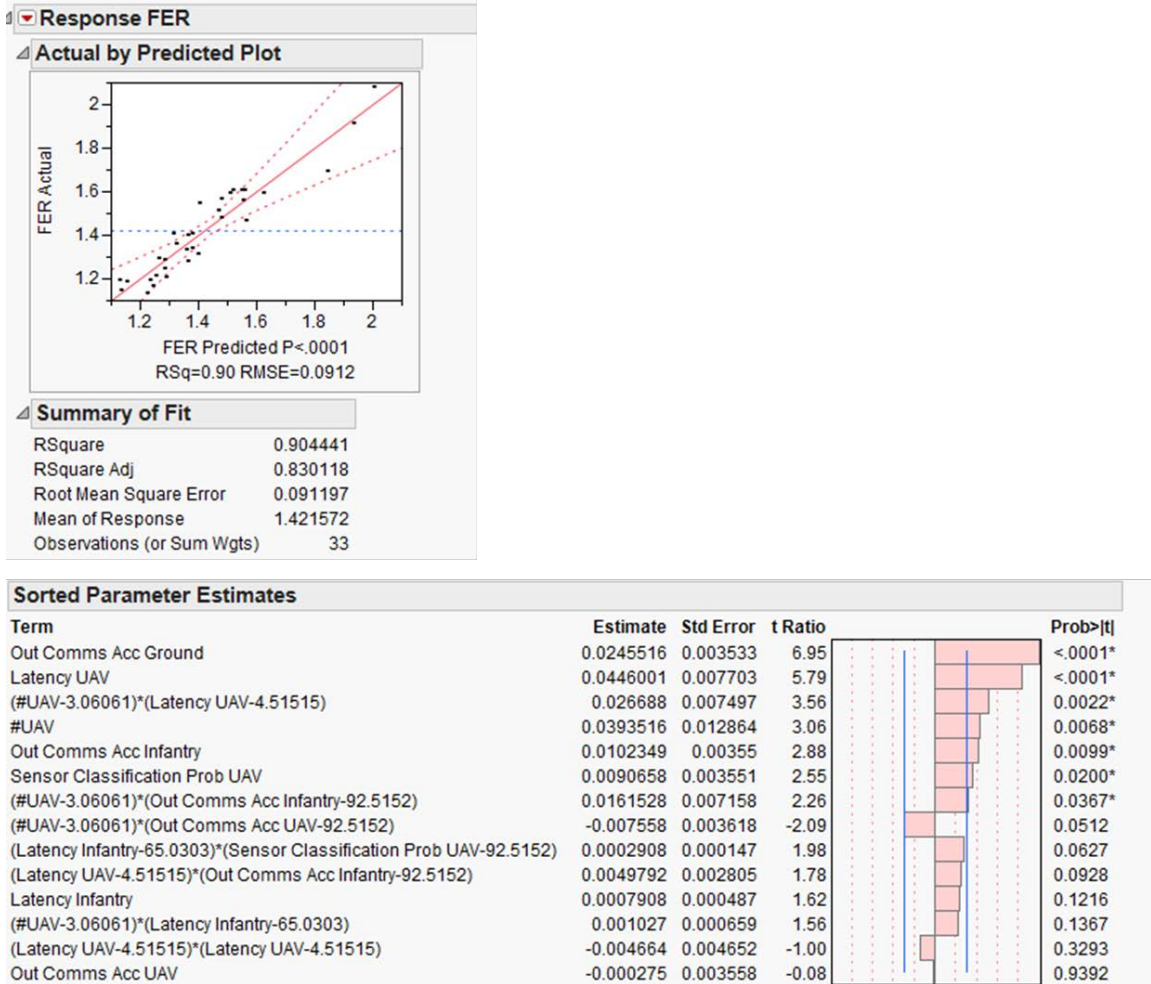 Response FER
Actual by Predicted Plot
2
1.8
1.6
1.4
1.2
FER Actual
1.2 1.4 1.6 1.8 2
FER Predicted P<.0001
RSq=0.90 RMSE=0.0912
Summary of Fit
RSquare 0.904441
RSquare Adj 0.830118
Root Mean Square Error 0.091197
Mean of Response 1.421572
Observations (or Sum Wgts) 33
Sorted Parameter Estimates
Term Estimate Std Error t Ratio Prob>|t|
Out Comms Acc Ground 0.0245516 0.003533 6.95 <.0001*
Latency UAV 0.0446001 0.007703 5.79 <.0001*
(#UAV-3.06061)*(Latency UAV-4.51515) 0.026688 0.007497 3.56 0.0022*
#UAV 0.0393516 0.012864 3.06 0.0068*
Out Comms Acc Infantry 0.0102349 0.00355 2.88 0.0099*
Sensor Classification Prob UAV 0.0090658 0.003551 2.55 0.0200*
(#UAV-3.06061)*(Out Comms Acc Infantry-92.5152) 0.0161528 0.007158 2.26 0.0367*
(#UAV-3.06061)*(Out Comms Acc UAV-92.5152) -0.007558 0.003618 -2.09 0.0512
(Latency Infantry-65.0303)*(Sensor Classification Prob UAV-92.5152) 0.0002908 0.000147 1.98 0.0627
(Latency UAV-4.51515)*(Out Comms Acc Infantry-92.5152) 0.0049792 0.002805 1.78 0.0928
Latency Infantry 0.0007908 0.000487 1.62 0.1216
(#UAV-3.06061)*(Latency Infantry-65.0303) 0.001027 0.000659 1.56 0.1367
(Latency UAV-4.51515)*(Latency UAV-4.51515) -0.004664 0.004652 -1.00 0.3293
Out Comms Acc UAV -0.000275 0.003558 -0.08 0.9392